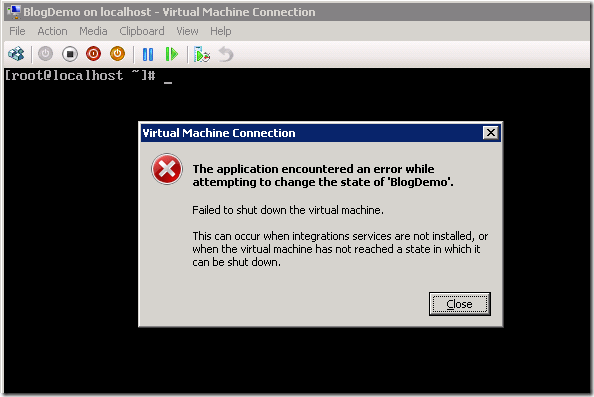 BlogDemo on localhost - Virtual Machine Connection
File Action Media Clipboard View Help
[root@localhost ~]# _
Virtual Machine Connection
The application encountered an error while
attempting to change the state of 'BlogDemo'.
Failed to shut down the virtual machine.
This can occur when integrations services are not installed, or
when the virtual machine has not reached a state in which it
can be shut down.
Close